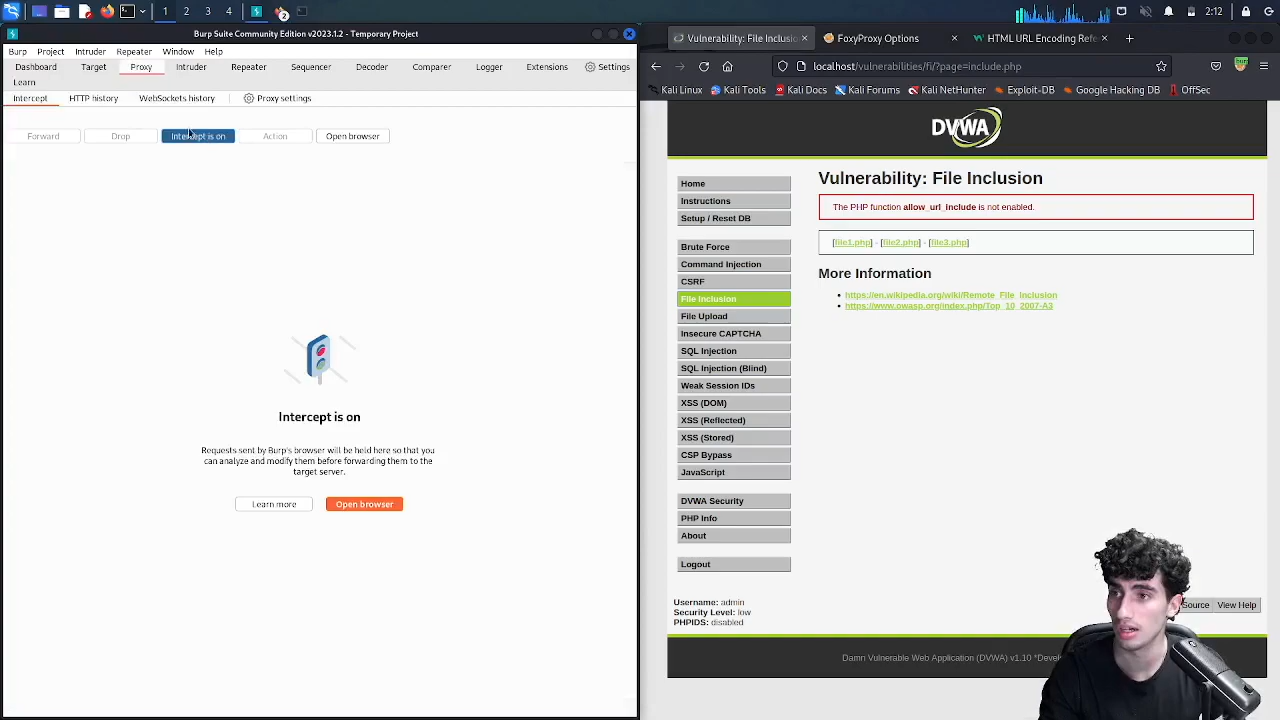 1 2 3 4 2 2:12
Burp Suite Community Edition v2023.1.2 - Temporary Project
Burp Project Intruder Repeater Window Help
Dashboard Target Proxy Intruder Repeater Sequencer Decoder Comparer Logger Extensions Settings
Learn
Intercept HTTP history WebSockets history Proxy settings
Forward Drop Intercept is on Action Open browser
Intercept is on
Requests sent by Burp's browser will be held here so that you
can analyze and modify them before forwarding them to the
target server.
Learn more Open browser
Vulnerability: File Inclusio FoxyProxy Options HTML URL Encoding Refe
localhost/vulnerabilities/fi/?page=include.php
Kali Linux Kali Tools Kali Docs Kali Forums Kali NetHunter Exploit-DB Google Hacking DB OffSec
DVWA
Home
Instructions
Setup / Reset DB
Brute Force
Command Injection
CSRF
File Inclusion
File Upload
Insecure CAPTCHA
SQL Injection
SQL Injection (Blind)
Weak Session IDs
XSS (DOM)
XSS (Reflected)
XSS (Stored)
CSP Bypass
JavaScript
DVWA Security
PHP Info
About
Logout
Vulnerability: File Inclusion
The PHP function allow_url_include is not enabled.
[file1.php] - [file2.php] - [file3.php]
More Information
https://en.wikipedia.org/wiki/Remote_File_Inclusion
https://www.owasp.org/index.php/Top_10_2007-A3
Username: admin
Security Level: low
PHPIDS: disabled
Source View Help
Damn Vulnerable Web Application (DVWA) v1.10 *Devel